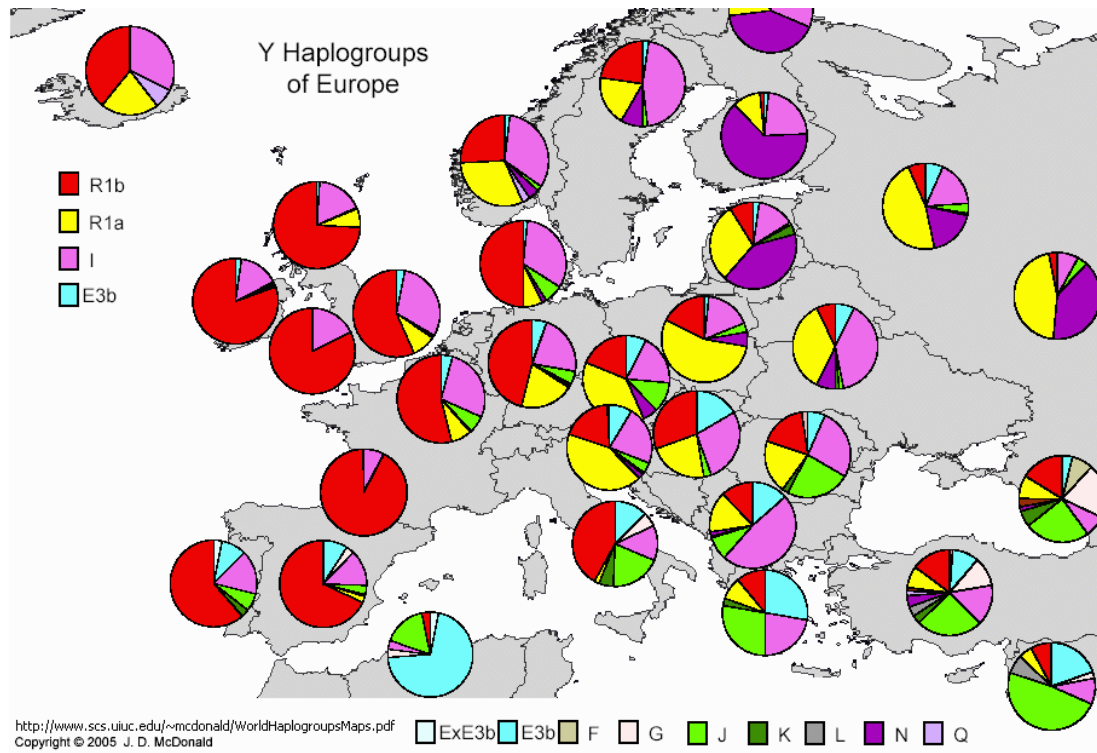 Y Haplogroups
of Europe
R1b
R1a
I
E3b
http://www.scs.uiuc.edu/~mcdonald/WorldHaplogroupsMaps.pdf
Copyright © 2005 J. D. McDonald
ExE3b E3b F G J K L N Q